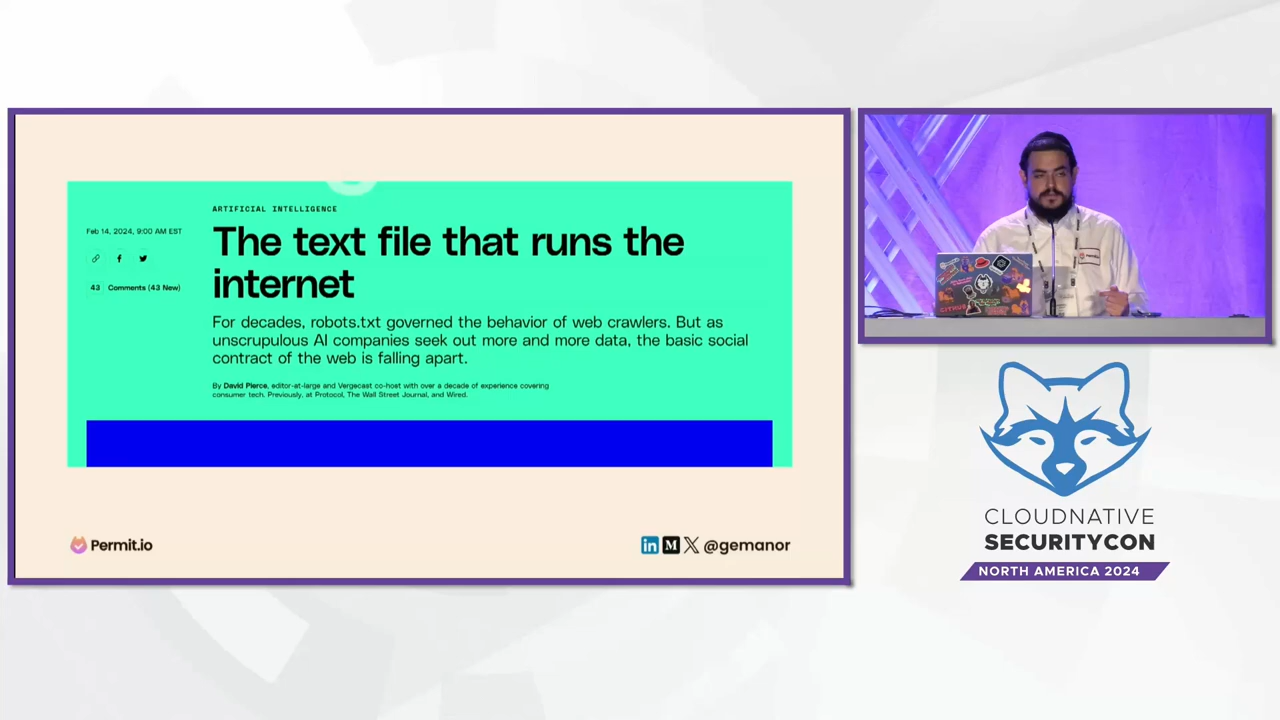 ARTIFICIAL INTELLIGENCE
Feb 14, 2024, 9:00 AM EST
The text file that runs the
internet
43 Comments (43 New)
For decades, robots.txt governed the behavior of web crawlers. But as
unscrupulous AI companies seek out more and more data, the basic social
contract of the web is falling apart.
By David Pierce, editor-at-large and Vergecast co-host with over a decade of experience covering
consumer tech. Previously, at Protocol, The Wall Street Journal, and Wired.
Permit.io
in M X @gemanor
CLOUDNATIVE
SECURITYCON
NORTH AMERICA 2024